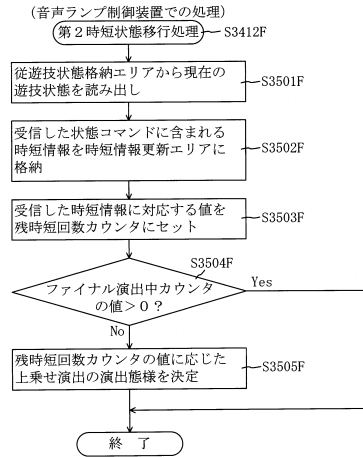 (音声ランプ制御装置での処理)
第2時短状態移行処理
S3412F
従遊技状態格納エリアから現在の
遊技状態を読み出し
S3501F
受信した状態コマンドに含まれる
時短情報を時短情報更新エリアに
格納
S3502F
受信した時短情報に対応する値を
残時短回数カウンタにセット
S3503F
S3504F
ファイナル演出中カウンタ
の値>0?
Yes
No
残時短回数カウンタの値に応じた
上乗せ演出の演出態様を決定
S3505F
終 了